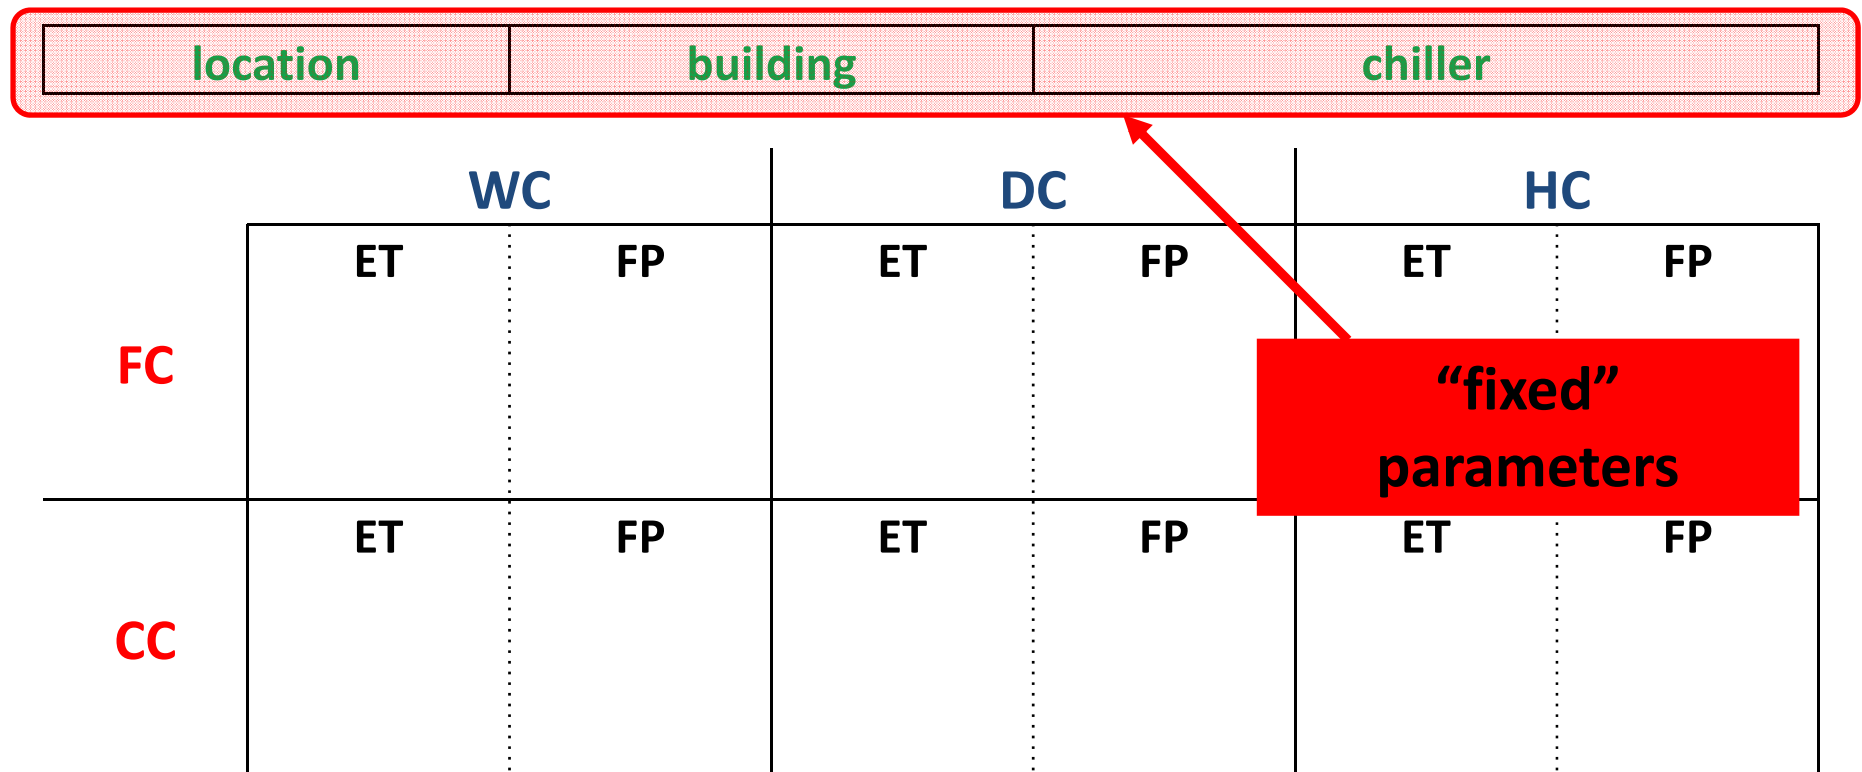 location building chiller
WC DC HC
ET FP ET FP ET FP
FC
“fixed”
parameters
ET FP ET FP ET FP
CC